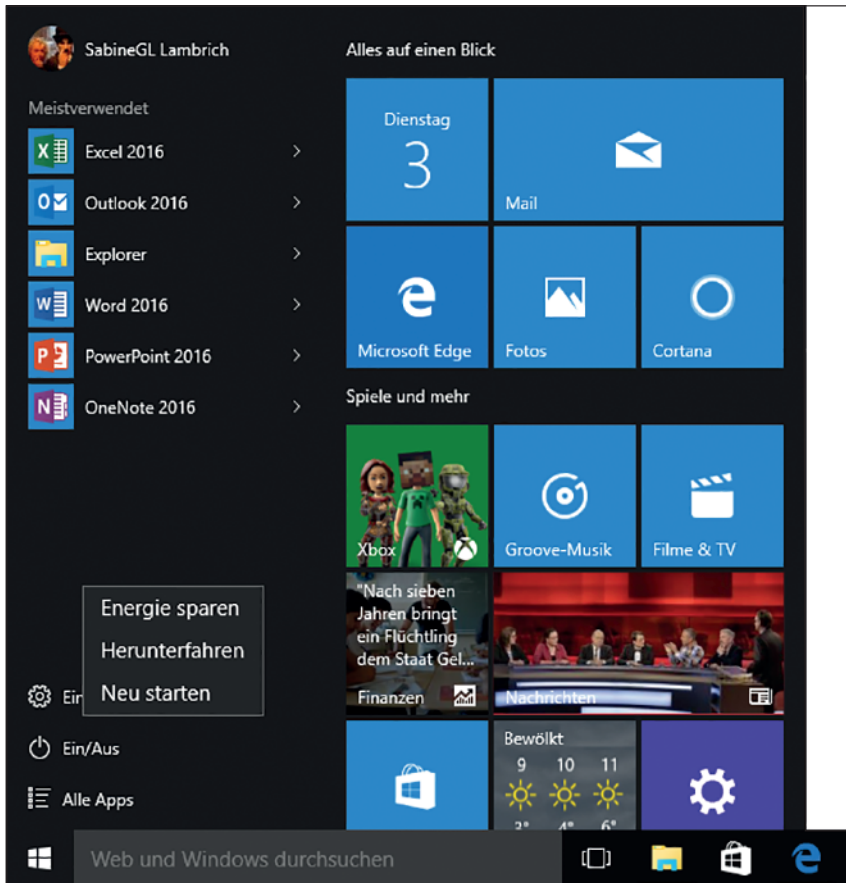 SabineGL Lambrich
Meistverwendet
Excel 2016
Outlook 2016
Explorer
Word 2016
PowerPoint 2016
OneNote 2016
Energie sparen
Herunterfahren
Neu starten
Ein/Aus
Alle Apps
Alles auf einen Blick
Dienstag
3
Mail
Microsoft Edge
Fotos
Cortana
Spiele und mehr
Xbox
Groove-Musik
Filme & TV
"Nach sieben
Jahren bringt
ein Flüchtling
dem Staat Gel...
Finanzen
Nachrichten
Bewölkt
9 10 11
3° 4° 6°
Web und Windows durchsuchen